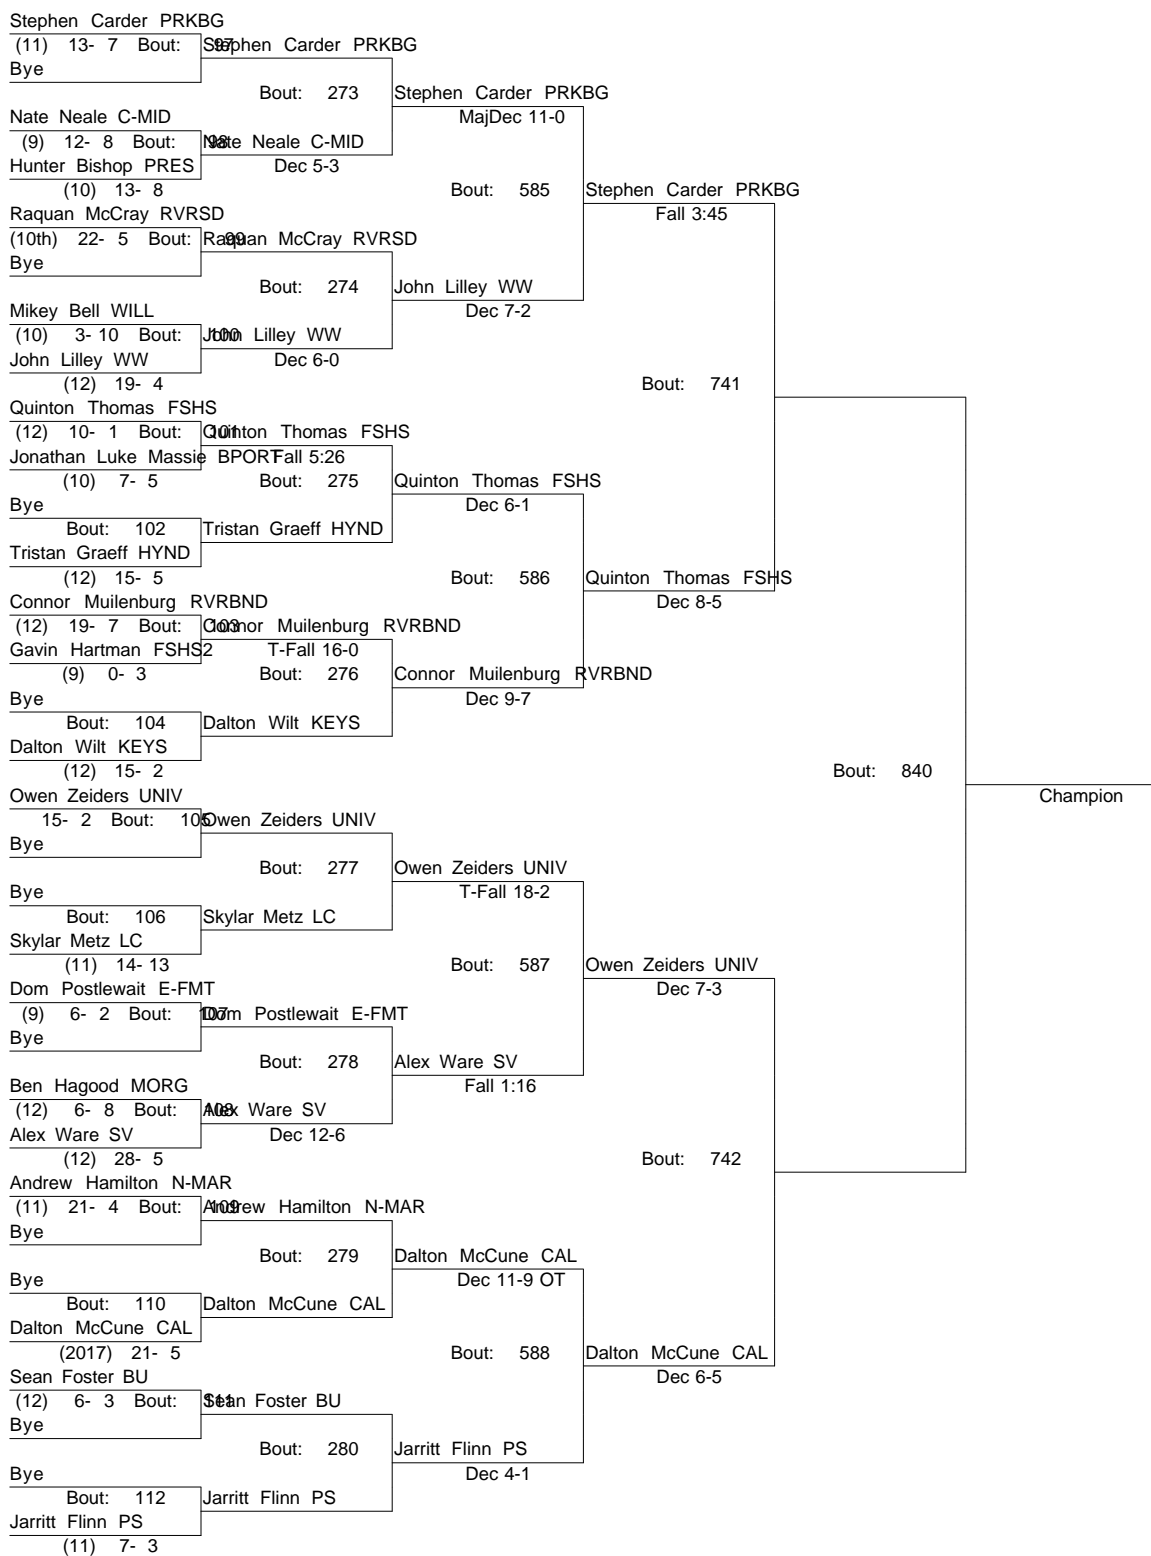 Stephen Carder PRKBG
(11) 13- 7 Bout: 97 Stephen Carder PRKBG
Bye
Bout: 273 Stephen Carder PRKBG
Nate Neale C-MID MajDec 11-0
(9) 12- 8 Bout: 98 Nate Neale C-MID
Hunter Bishop PRES Dec 5-3
(10) 13- 8 Bout: 585 Stephen Carder PRKBG
Raquan McCray RVRSD Fall 3:45
(10th) 22- 5 Bout: 99 Raquan McCray RVRSD
Bye
Bout: 274 John Lilley WW
Mikey Bell WILL Dec 7-2
(10) 3- 10 Bout: 100 John Lilley WW
John Lilley WW Dec 6-0
(12) 19- 4 Bout: 741
Quinton Thomas FSHS
(12) 10- 1 Bout: 101 Quinton Thomas FSHS
Jonathan Luke Massie BPORT Fall 5:26
(10) 7- 5 Bout: 275 Quinton Thomas FSHS
Bye Dec 6-1
Bout: 102 Tristan Graeff HYND
Tristan Graeff HYND
(12) 15- 5 Bout: 586 Quinton Thomas FSHS
Connor Muilenburg RVRBND Dec 8-5
(12) 19- 7 Bout: 103 Connor Muilenburg RVRBND
Gavin Hartman FSHS2 T-Fall 16-0
(9) 0- 3 Bout: 276 Connor Muilenburg RVRBND
Bye Dec 9-7
Bout: 104 Dalton Wilt KEYS
Dalton Wilt KEYS
(12) 15- 2 Bout: 840
Owen Zeiders UNIV Champion
15- 2 Bout: 105 Owen Zeiders UNIV
Bye
Bout: 277 Owen Zeiders UNIV
Bye T-Fall 18-2
Bout: 106 Skylar Metz LC
Skylar Metz LC
(11) 14- 13 Bout: 587 Owen Zeiders UNIV
Dom Postlewait E-FMT Dec 7-3
(9) 6- 2 Bout: 107 Dom Postlewait E-FMT
Bye
Bout: 278 Alex Ware SV
Ben Hagood MORG Fall 1:16
(12) 6- 8 Bout: 108 Alex Ware SV
Alex Ware SV Dec 12-6
(12) 28- 5 Bout: 742
Andrew Hamilton N-MAR
(11) 21- 4 Bout: 109 Andrew Hamilton N-MAR
Bye
Bout: 279 Dalton McCune CAL
Bye Dec 11-9 OT
Bout: 110 Dalton McCune CAL
Dalton McCune CAL
(2017) 21- 5 Bout: 588 Dalton McCune CAL
Sean Foster BU Dec 6-5
(12) 6- 3 Bout: 111 Sean Foster BU
Bye
Bout: 280 Jarritt Flinn PS
Bye Dec 4-1
Bout: 112 Jarritt Flinn PS
Jarritt Flinn PS
(11) 7- 3